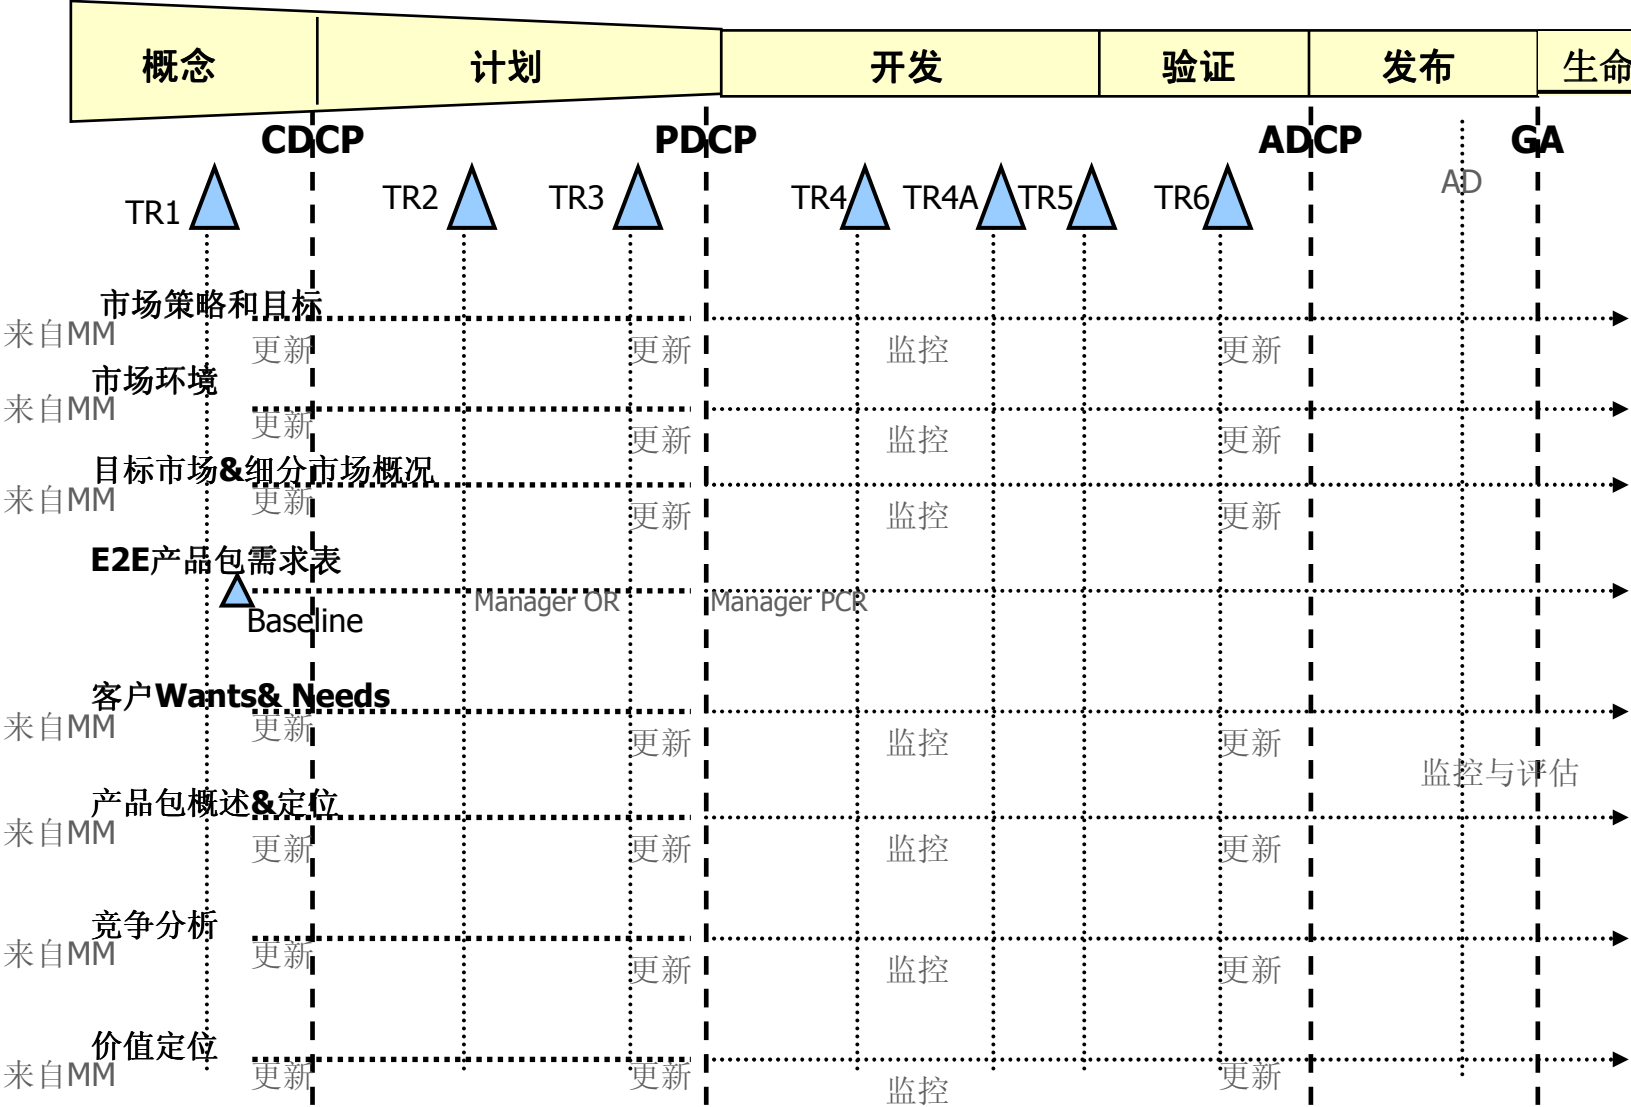 概念 计划 开发 验证 发布 生命
CDCP PDCP ADCP GA
TR1 TR2 TR3 TR4 TR4A TR5 TR6 AD
市场策略和目标
来自MM 更新 更新 监控 更新
市场环境
来自MM 更新 更新 监控 更新
目标市场&细分市场概况
来自MM 更新 更新 监控 更新
E2E产品包需求表
Manager OR Manager PCR
Baseline
客户Wants& Needs
来自MM 更新 更新 监控 更新
监控与评估
产品包概述&定位
来自MM 更新 更新 监控 更新
竞争分析
来自MM 更新 更新 监控 更新
价值定位
来自MM 更新 更新 监控 更新